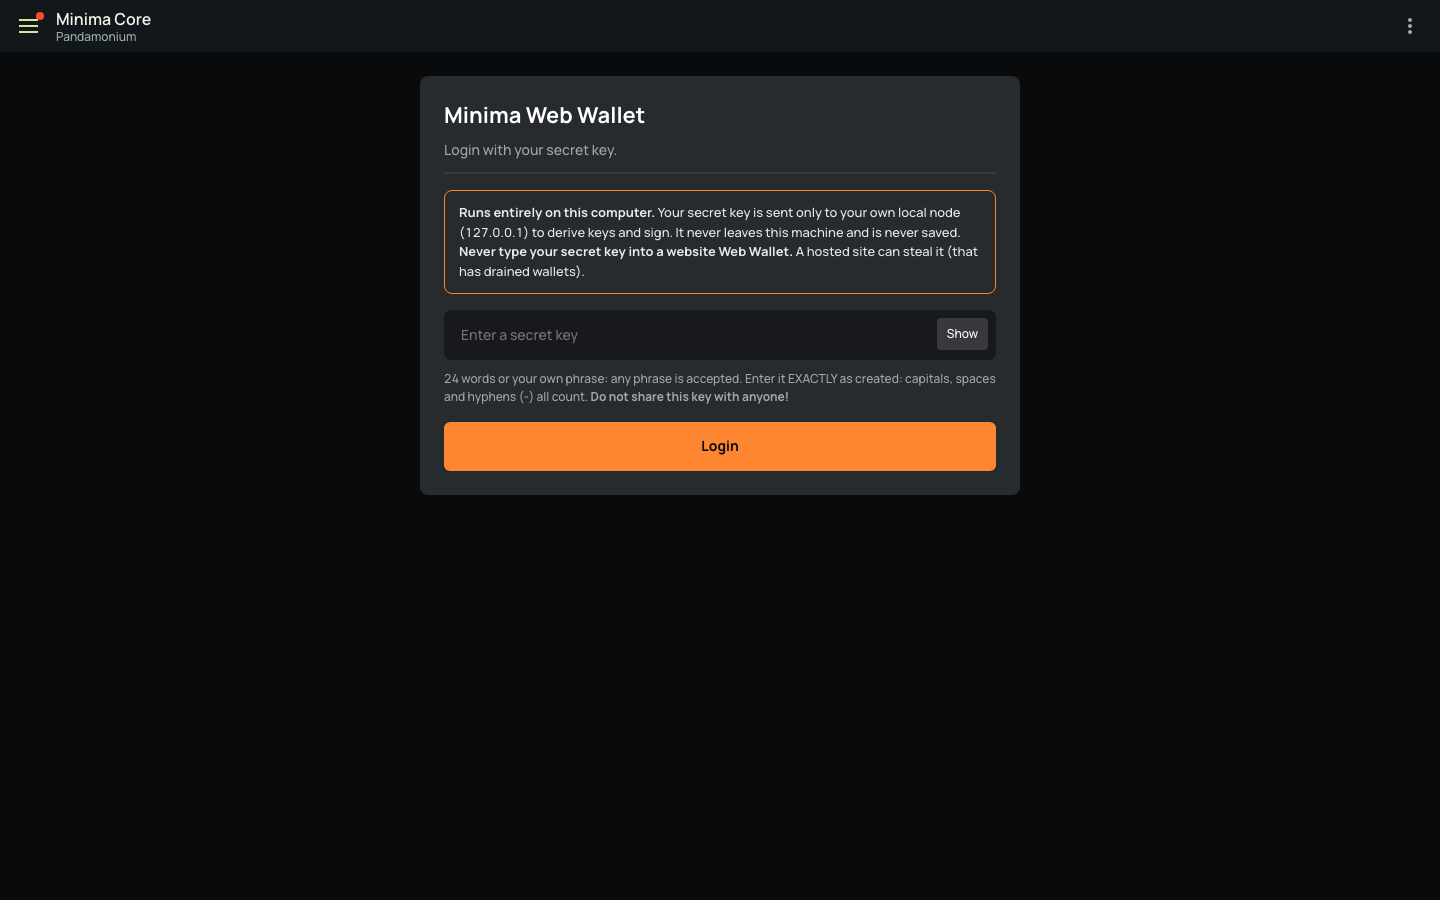 Minima Core
Pandamonium
Minima Web Wallet
Login with your secret key.
Runs entirely on this computer. Your secret key is sent only to your own local node
(127.0.0.1) to derive keys and sign. It never leaves this machine and is never saved.
Never type your secret key into a website Web Wallet. A hosted site can steal it (that
has drained wallets).
Enter a secret key
Show
24 words or your own phrase: any phrase is accepted. Enter it EXACTLY as created: capitals, spaces
and hyphens (-) all count. Do not share this key with anyone!
Login